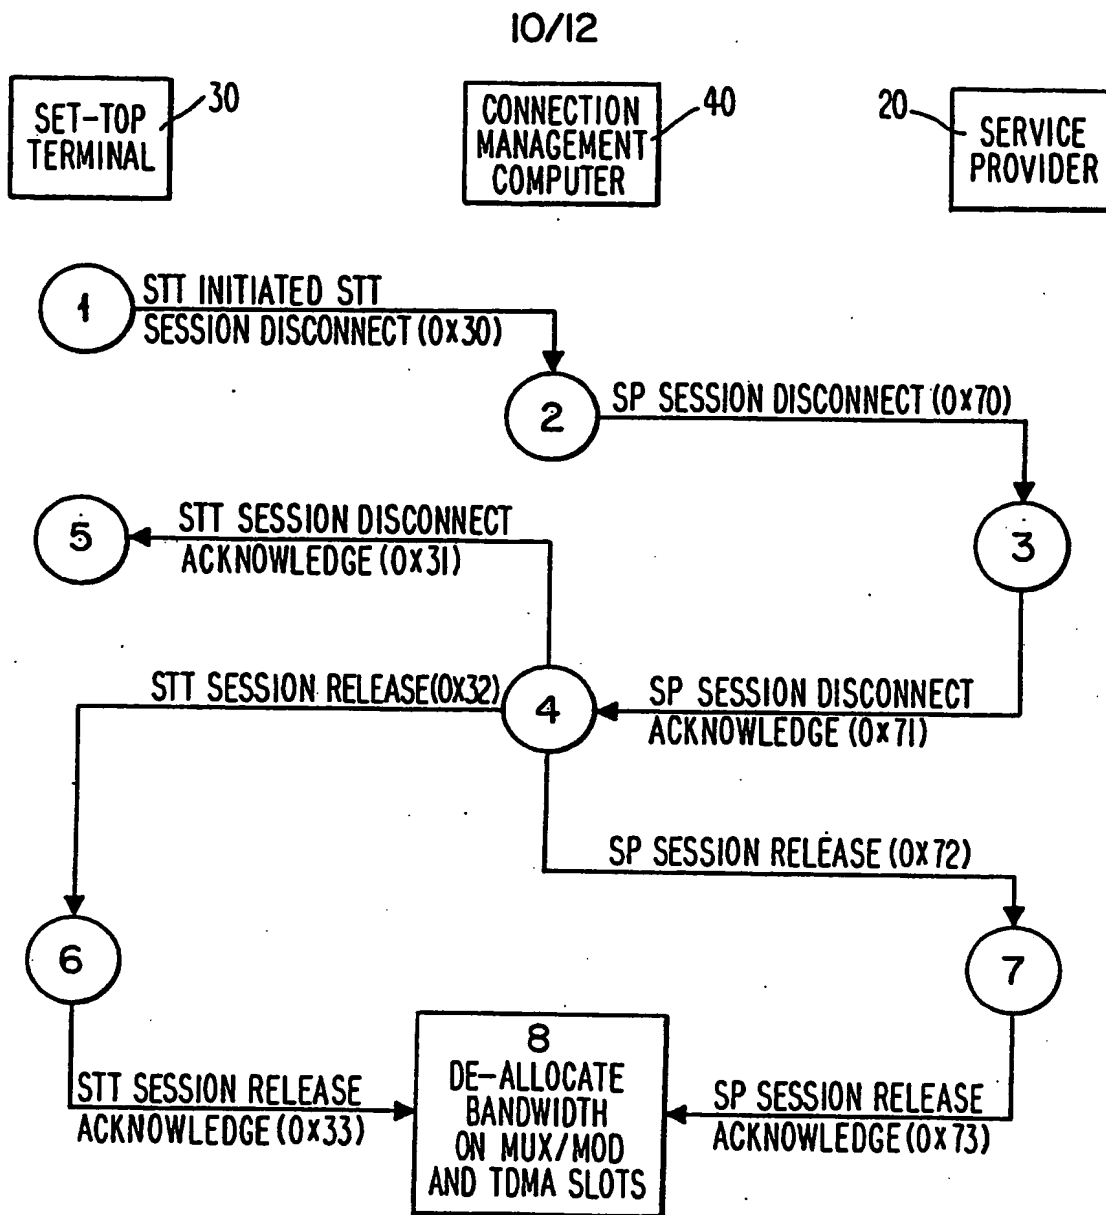 10/12
SET-TOP
TERMINAL
30
CONNECTION
MANAGEMENT
COMPUTER
40
20
SERVICE
PROVIDER
1
STT INITIATED STT
SESSION DISCONNECT (0X30)
2
SP SESSION DISCONNECT (0X70)
3
5
STT SESSION DISCONNECT
ACKNOWLEDGE (0X31)
STT SESSION RELEASE(0X32)
4
SP SESSION DISCONNECT
ACKNOWLEDGE (0X71)
SP SESSION RELEASE (0X72)
6
7
8
DE-ALLOCATE
BANDWIDTH
ON MUX/MOD
AND TDMA SLOTS
STT SESSION RELEASE
ACKNOWLEDGE (0X33)
SP SESSION RELEASE
ACKNOWLEDGE (0X73)